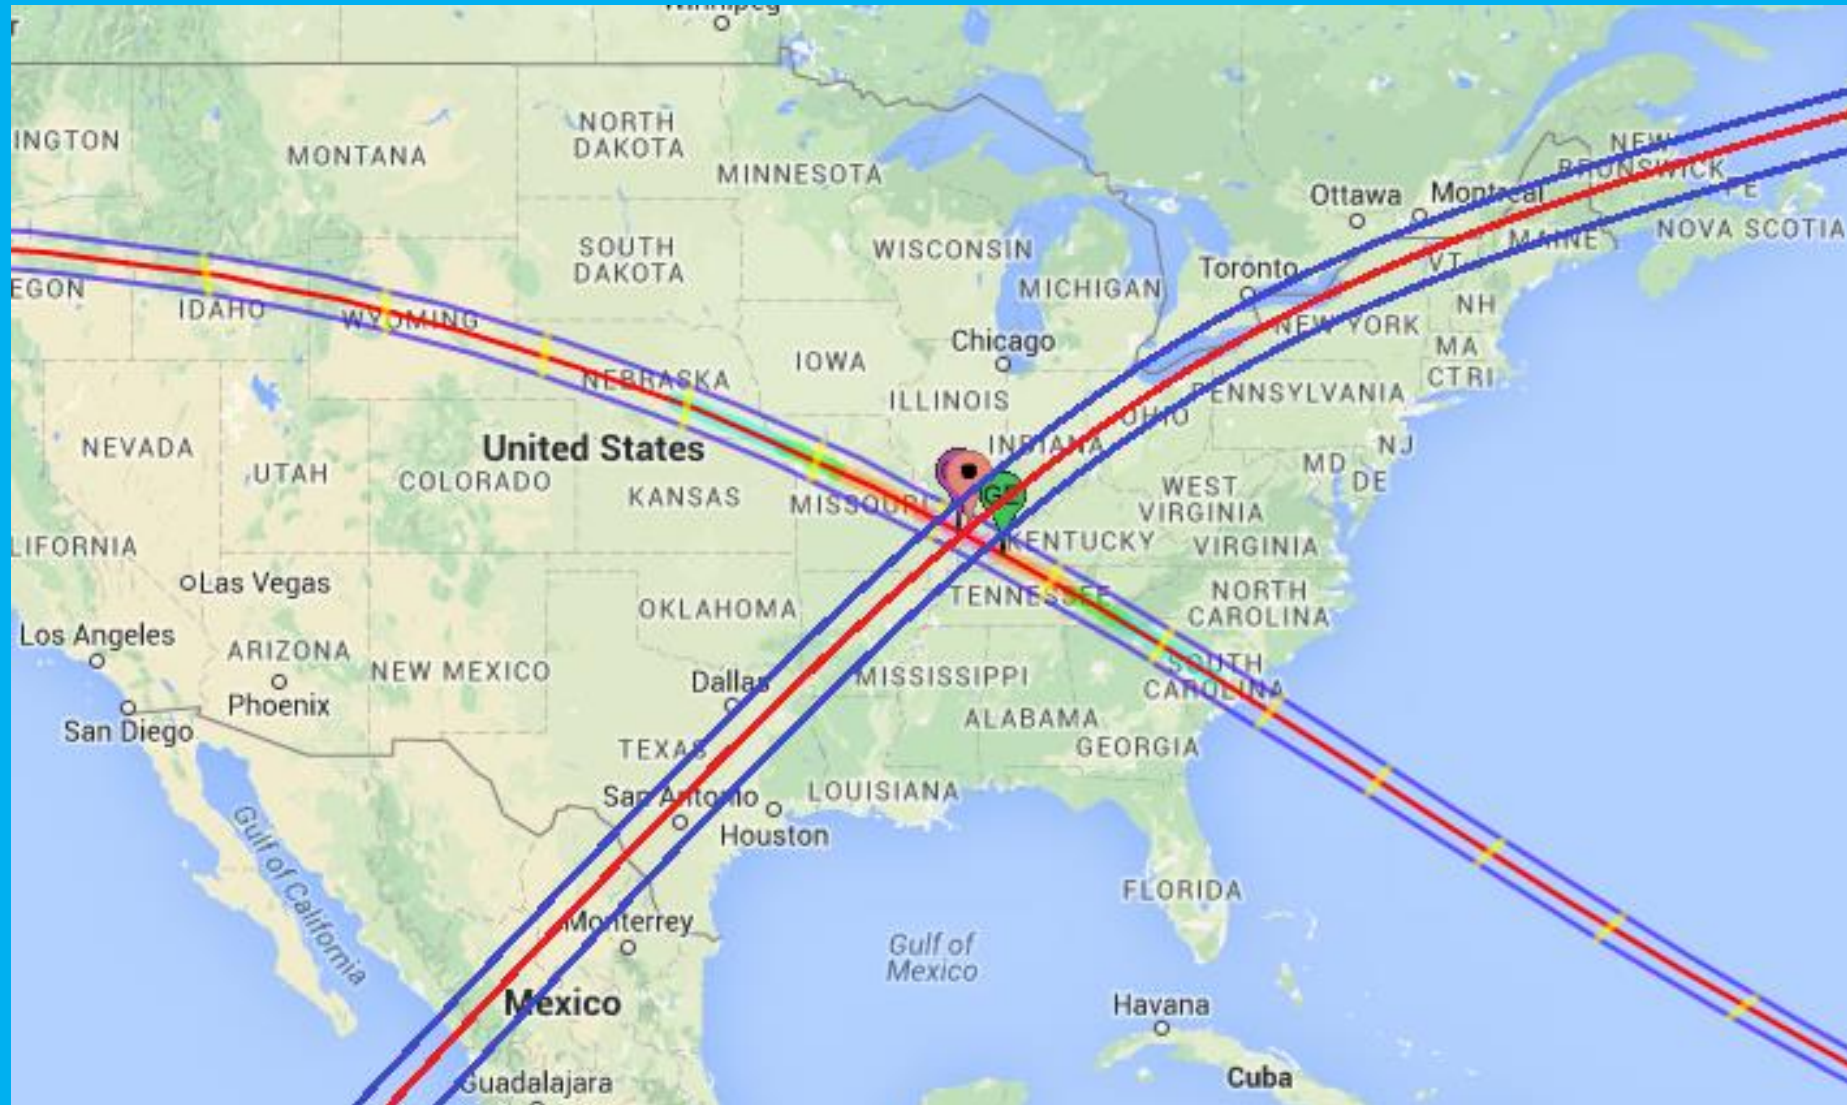 Winnipeg
INGTON
MONTANA
NORTH
DAKOTA
MINNESOTA
NEW
BRUNSWICK
PE
Ottawa
Montreal
NOVA SCOTIA
MAINE
SOUTH
DAKOTA
WISCONSIN
MICHIGAN
Toronto
VT
NH
EGON
IDAHO
WYOMING
NEW YORK
MA
CT
RI
Chicago
IOWA
NEBRASKA
ILLINOIS
PENNSYLVANIA
OHIO
INDIANA
NJ
MD
DE
NEVADA
UTAH
United States
COLORADO
KANSAS
MISSOURI
WEST
VIRGINIA
KENTUCKY
VIRGINIA
LIFORNIA
Las Vegas
OKLAHOMA
TENNESSEE
NORTH
CAROLINA
Los Angeles
ARIZONA
NEW MEXICO
Phoenix
San Diego
Dallas
MISSISSIPPI
SOUTH
CAROLINA
ALABAMA
GEORGIA
TEXAS
San Antonio
Houston
LOUISIANA
Gulf of California
FLORIDA
Monterrey
Gulf of
Mexico
Mexico
Havana
Guadalajara
Cuba